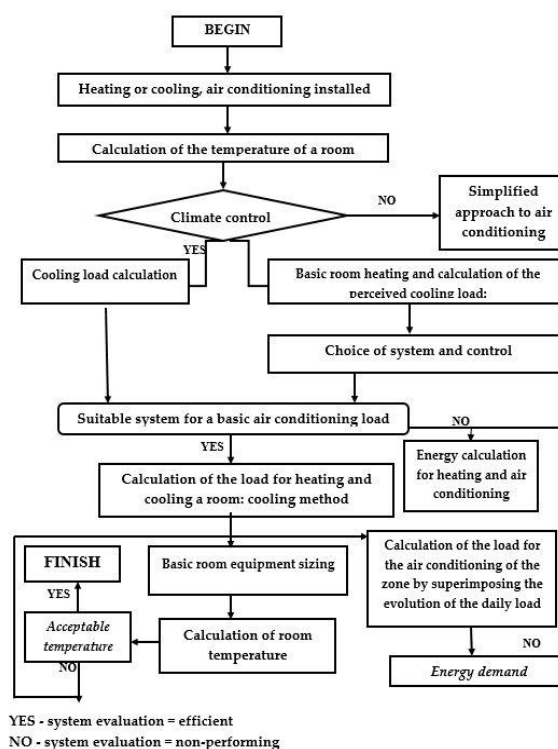 BEGIN
Heating or cooling, air conditioning installed
Calculation of the temperature of a room
Climate control
NO
Simplified
approach to air
conditioning
YES
Cooling load calculation
Basic room heating and calculation of the
perceived cooling load:
Choice of system and control
Suitable system for a basic air conditioning load
NO
YES
Energy calculation
for heating and air
conditioning
Calculation of the load for heating and
cooling a room: cooling method
FINISH
Basic room equipment sizing
Calculation of the load for
the air conditioning of the
zone by superimposing the
evolution of the daily load
YES
Acceptable
temperature
Calculation of room
temperature
NO
NO
Energy demand
YES - system evaluation = efficient
NO - system evaluation = non-performing